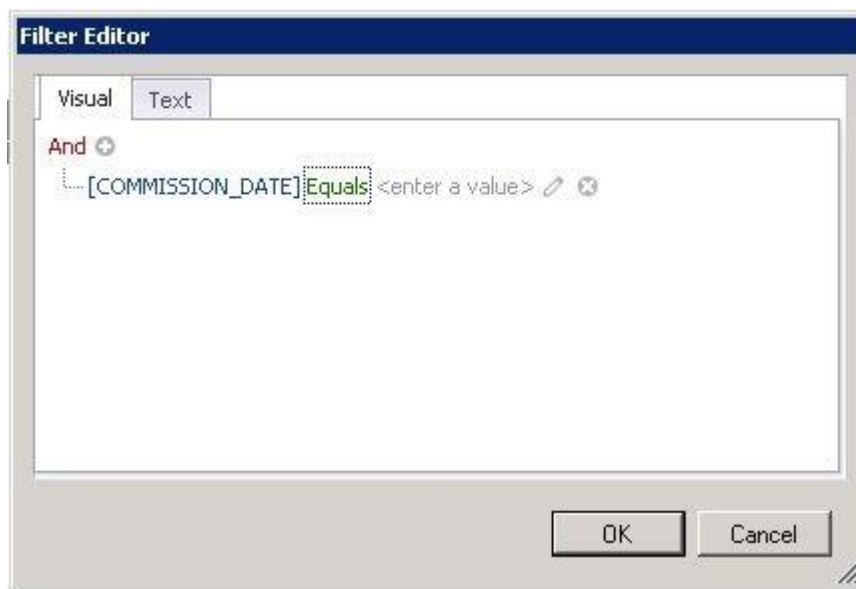 Filter Editor
Visual Text
And
[COMMISSION_DATE] Equals <enter a value>
OK Cancel